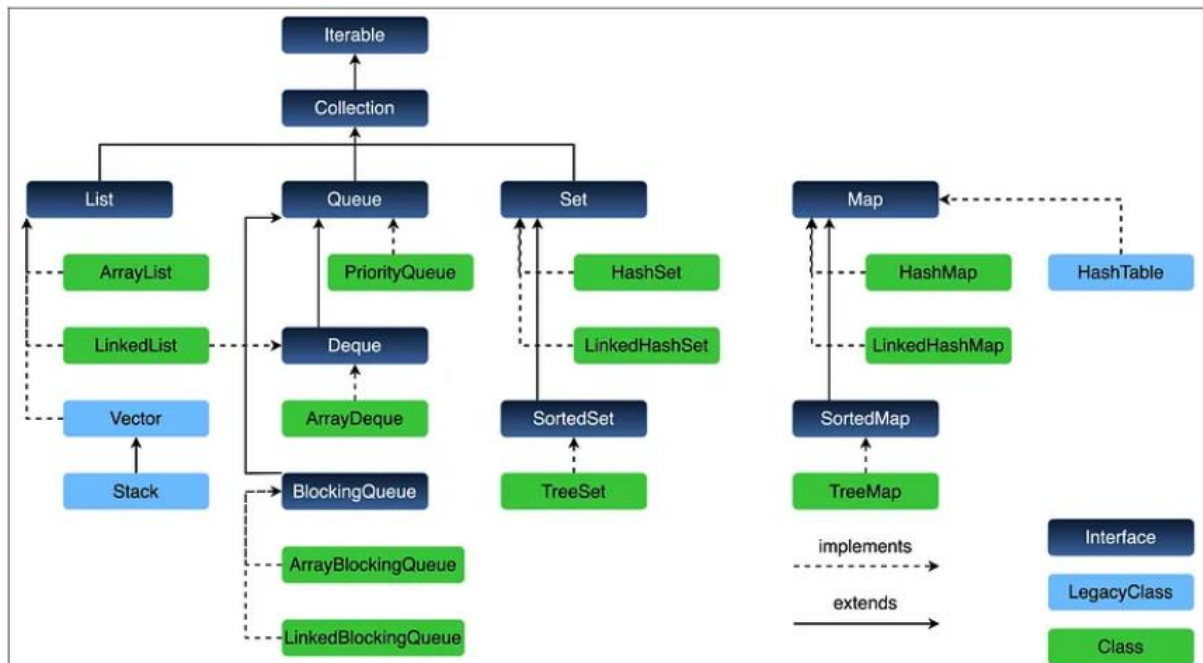 Iterable
Collection
List
Queue
Set
Map
ArrayList
PriorityQueue
HashSet
HashMap
HashTable
LinkedList
Deque
LinkedHashSet
LinkedHashMap
Vector
ArrayDeque
SortedSet
SortedMap
Stack
BlockingQueue
TreeSet
TreeMap
implements
Interface
ArrayBlockingQueue
LegacyClass
extends
LinkedBlockingQueue
Class